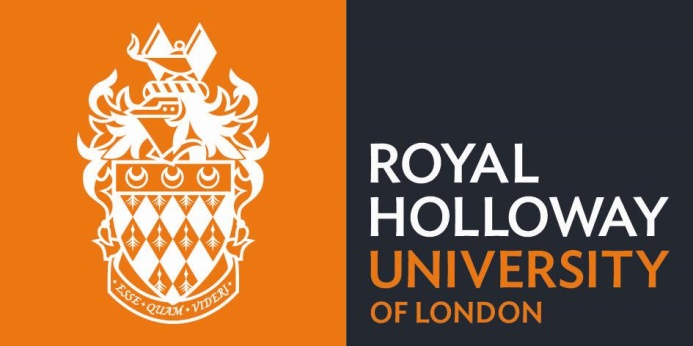 · ESSE · QUAM · VIDERI ·
ROYAL
HOLLOWAY
UNIVERSITY
OF LONDON